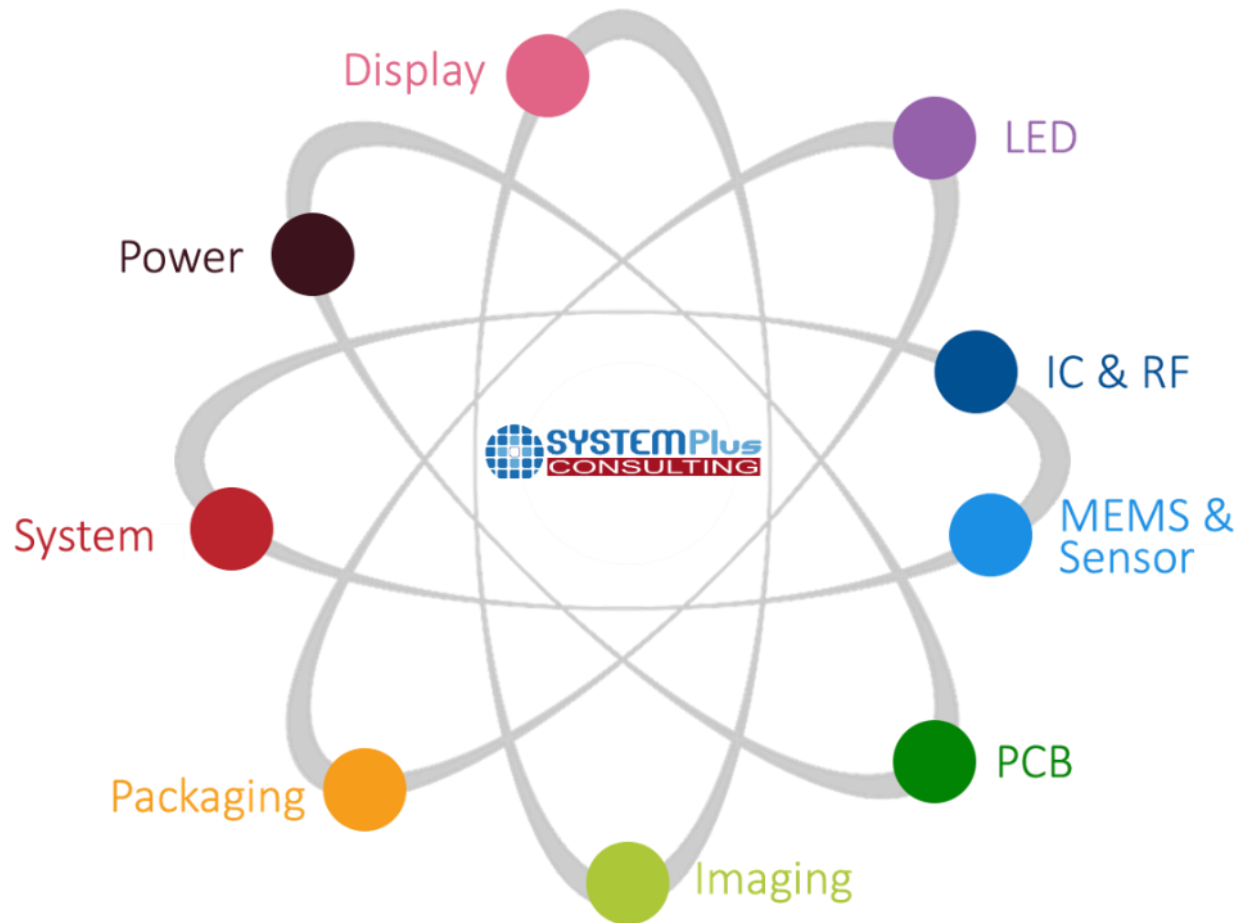 Display
LED
Power
IC & RF
SYSTEMPlus
CONSULTING
MEMS &
Sensor
System
PCB
Packaging
Imaging